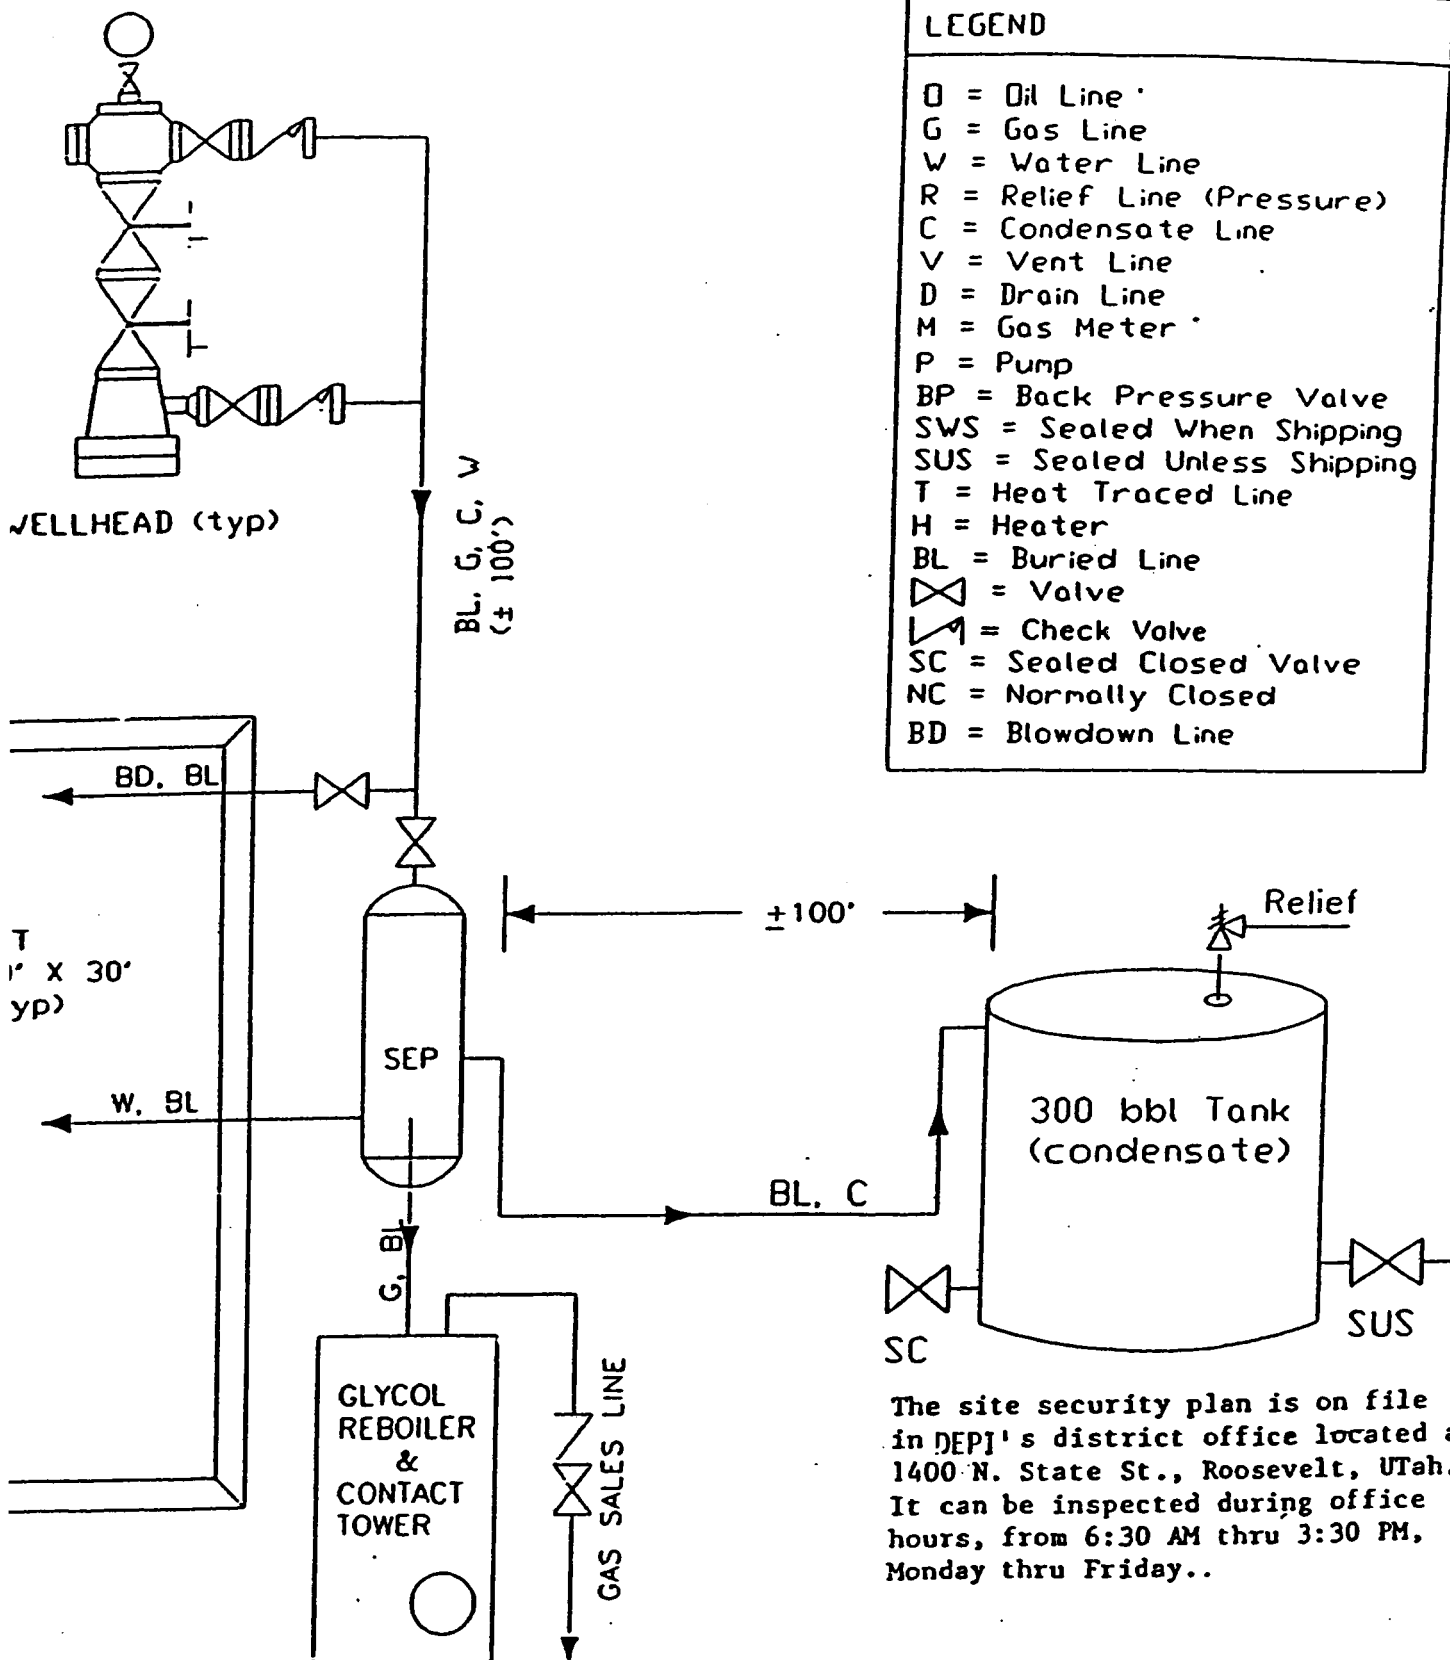 LEGEND
O = Oil Line
G = Gas Line
W = Water Line
R = Relief Line (Pressure)
C = Condensate Line
V = Vent Line
D = Drain Line
M = Gas Meter
P = Pump
BP = Back Pressure Valve
SWS = Sealed When Shipping
SUS = Sealed Unless Shipping
T = Heat Traced Line
H = Heater
BL = Buried Line
= Valve
= Check Valve
SC = Sealed Closed Valve
NC = Normally Closed
BD = Blowdown Line
WELLHEAD (typ)
BL, G, C, W
(± 100')
BD, BL
T
' X 30'
yp)
W, BL
SEP
±100'
Relief
300 bbl Tank
(condensate)
BL, C
G, BL
SC
SUS
GLYCOL
REBOILER
&
CONTACT
TOWER
GAS SALES LINE
The site security plan is on file
in DEPI's district office located a
1400 N. State St., Roosevelt, UTah.
It can be inspected during office
hours, from 6:30 AM thru 3:30 PM,
Monday thru Friday..